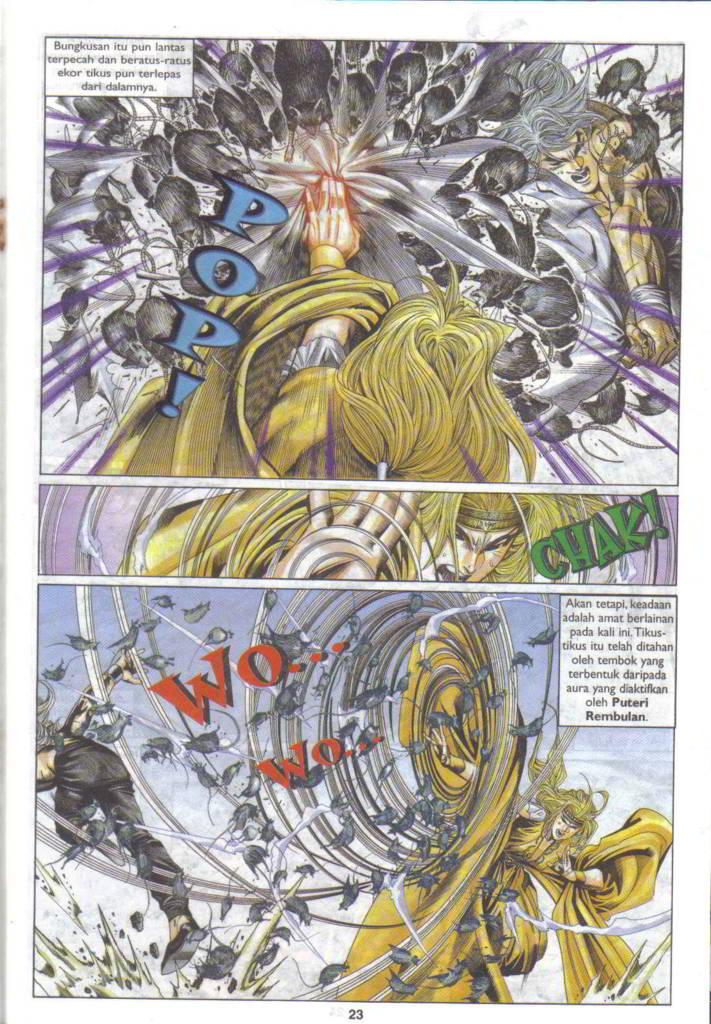 Bungkusan itu pun lantas
terpecah dan beratus-ratus
ekor tikus pun terlepas
dari dalamnya.
POP!
CHAK!
Akan tetapi, keadaan
adalah amat berlainan
pada kali ini. Tikus-
tikus itu telah ditahan
oleh tembok yang
terbentuk daripada
aura yang diaktifkan
oleh Puteri
Rembulan.
WO...
WO...
23